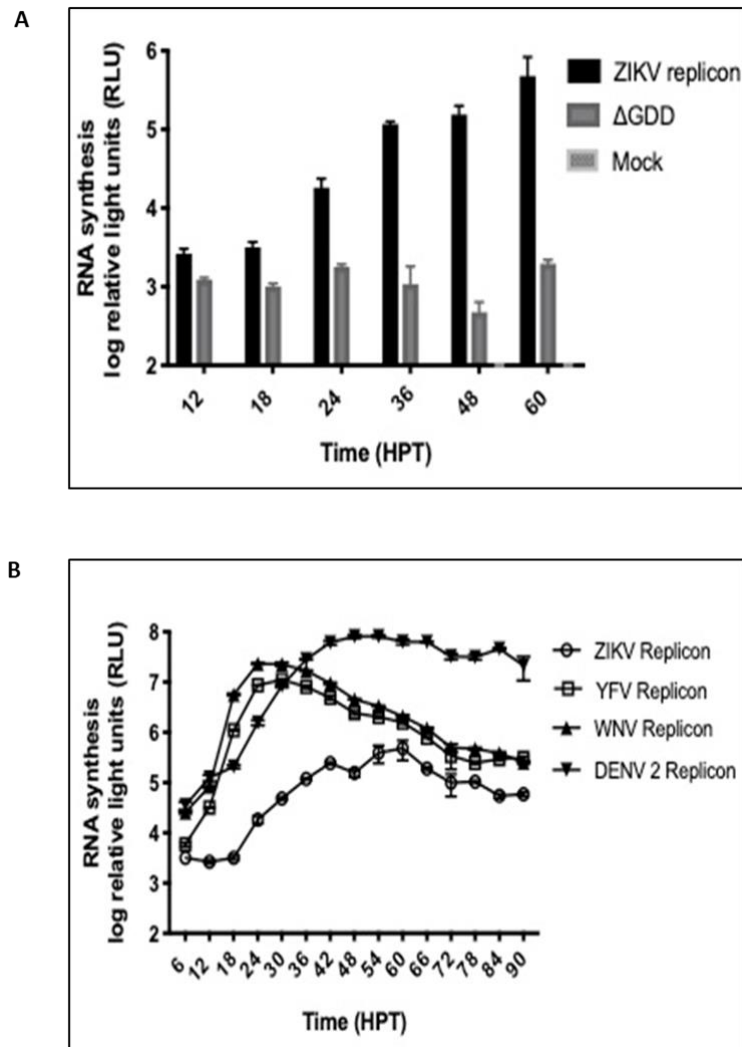 A
RNA synthesis
log relative light units (RLU)
6
5
4
3
2
12 18 24 36 48 60
Time (HPT)
ZIKV replicon
ΔGDD
Mock
B
RNA synthesis
log relative light units (RLU)
8
7
6
5
4
3
2
6 12 18 24 30 36 42 48 54 60 66 72 78 84 90
Time (HPT)
ZIKV Replicon
YFV Replicon
WNV Replicon
DENV 2 Replicon